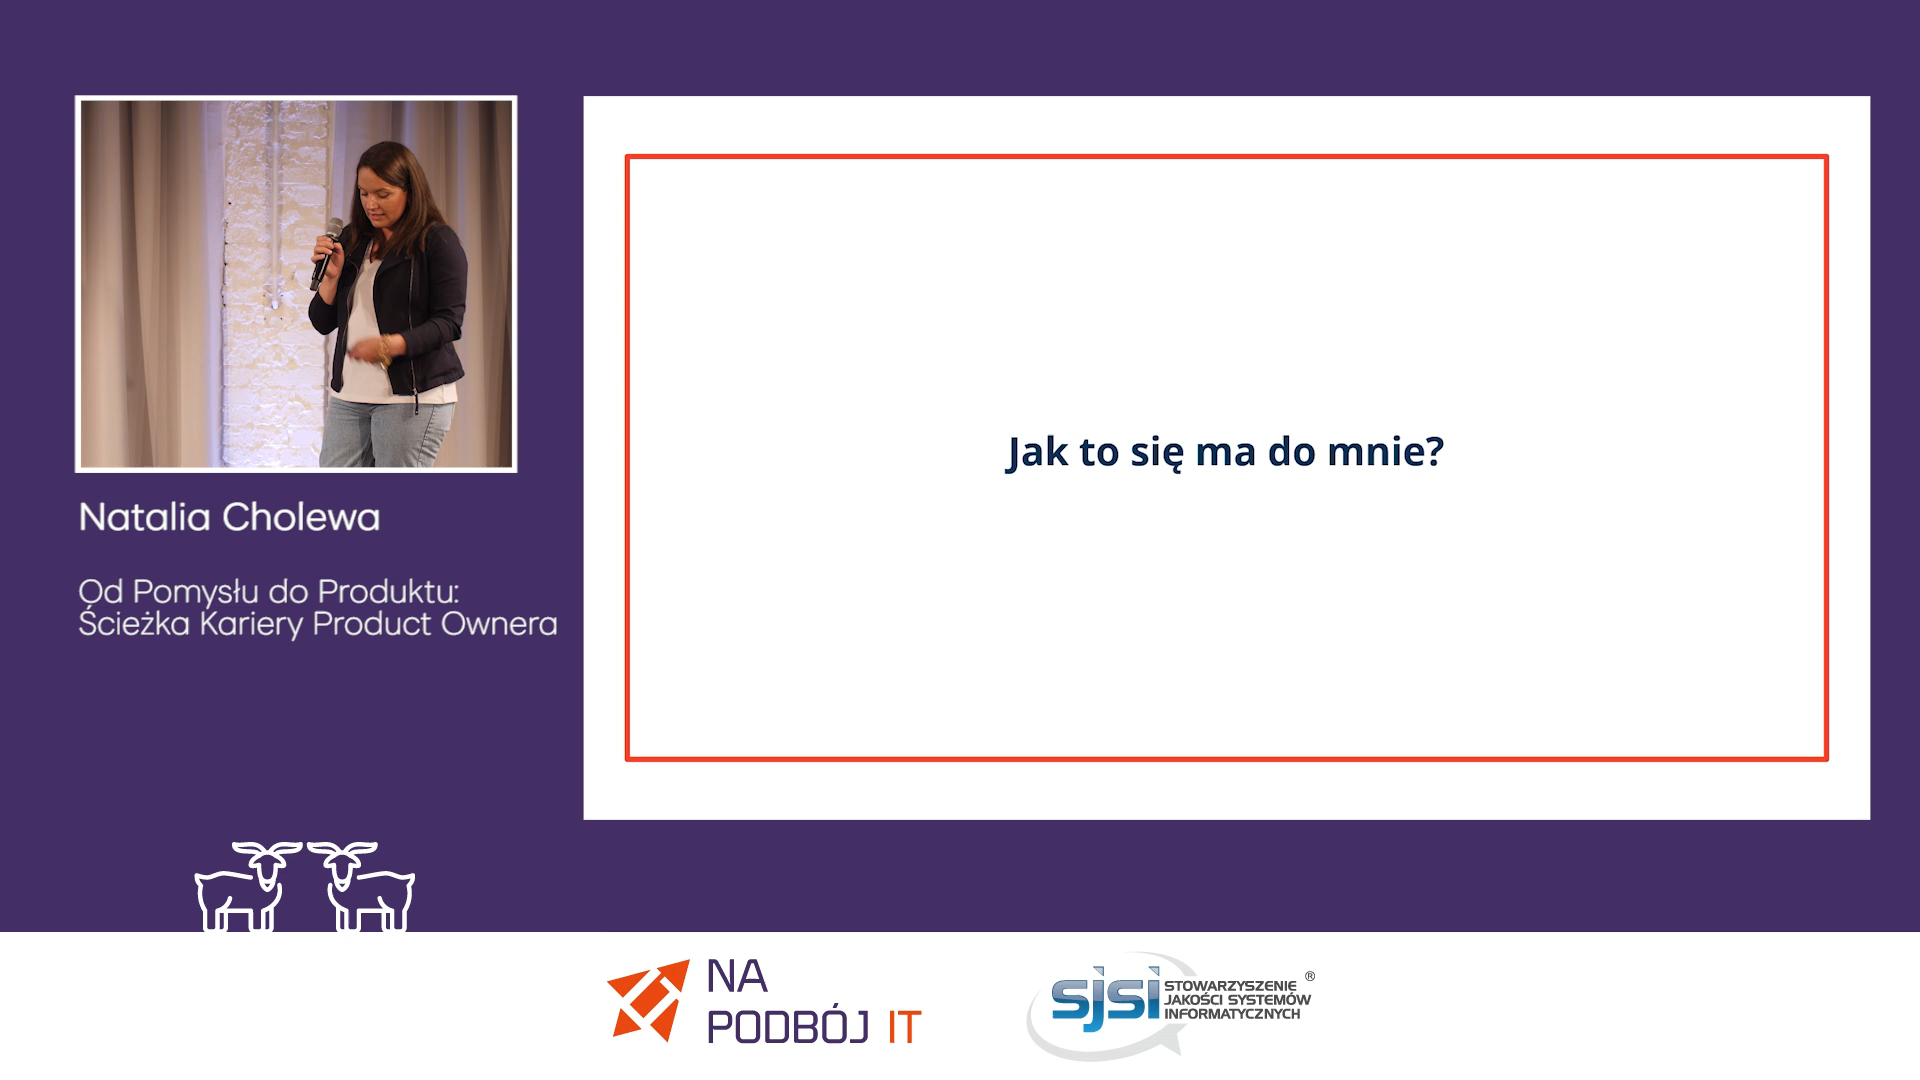 Natalia Cholewa
Od Pomysłu do Produktu:
Ścieżka Kariery Product Ownera
Jak to się ma do mnie?
NA
PODBÓJ IT
sjsi
STOWARZYSZENIE ®
JAKOŚCI SYSTEMÓW
INFORMATYCZNYCH